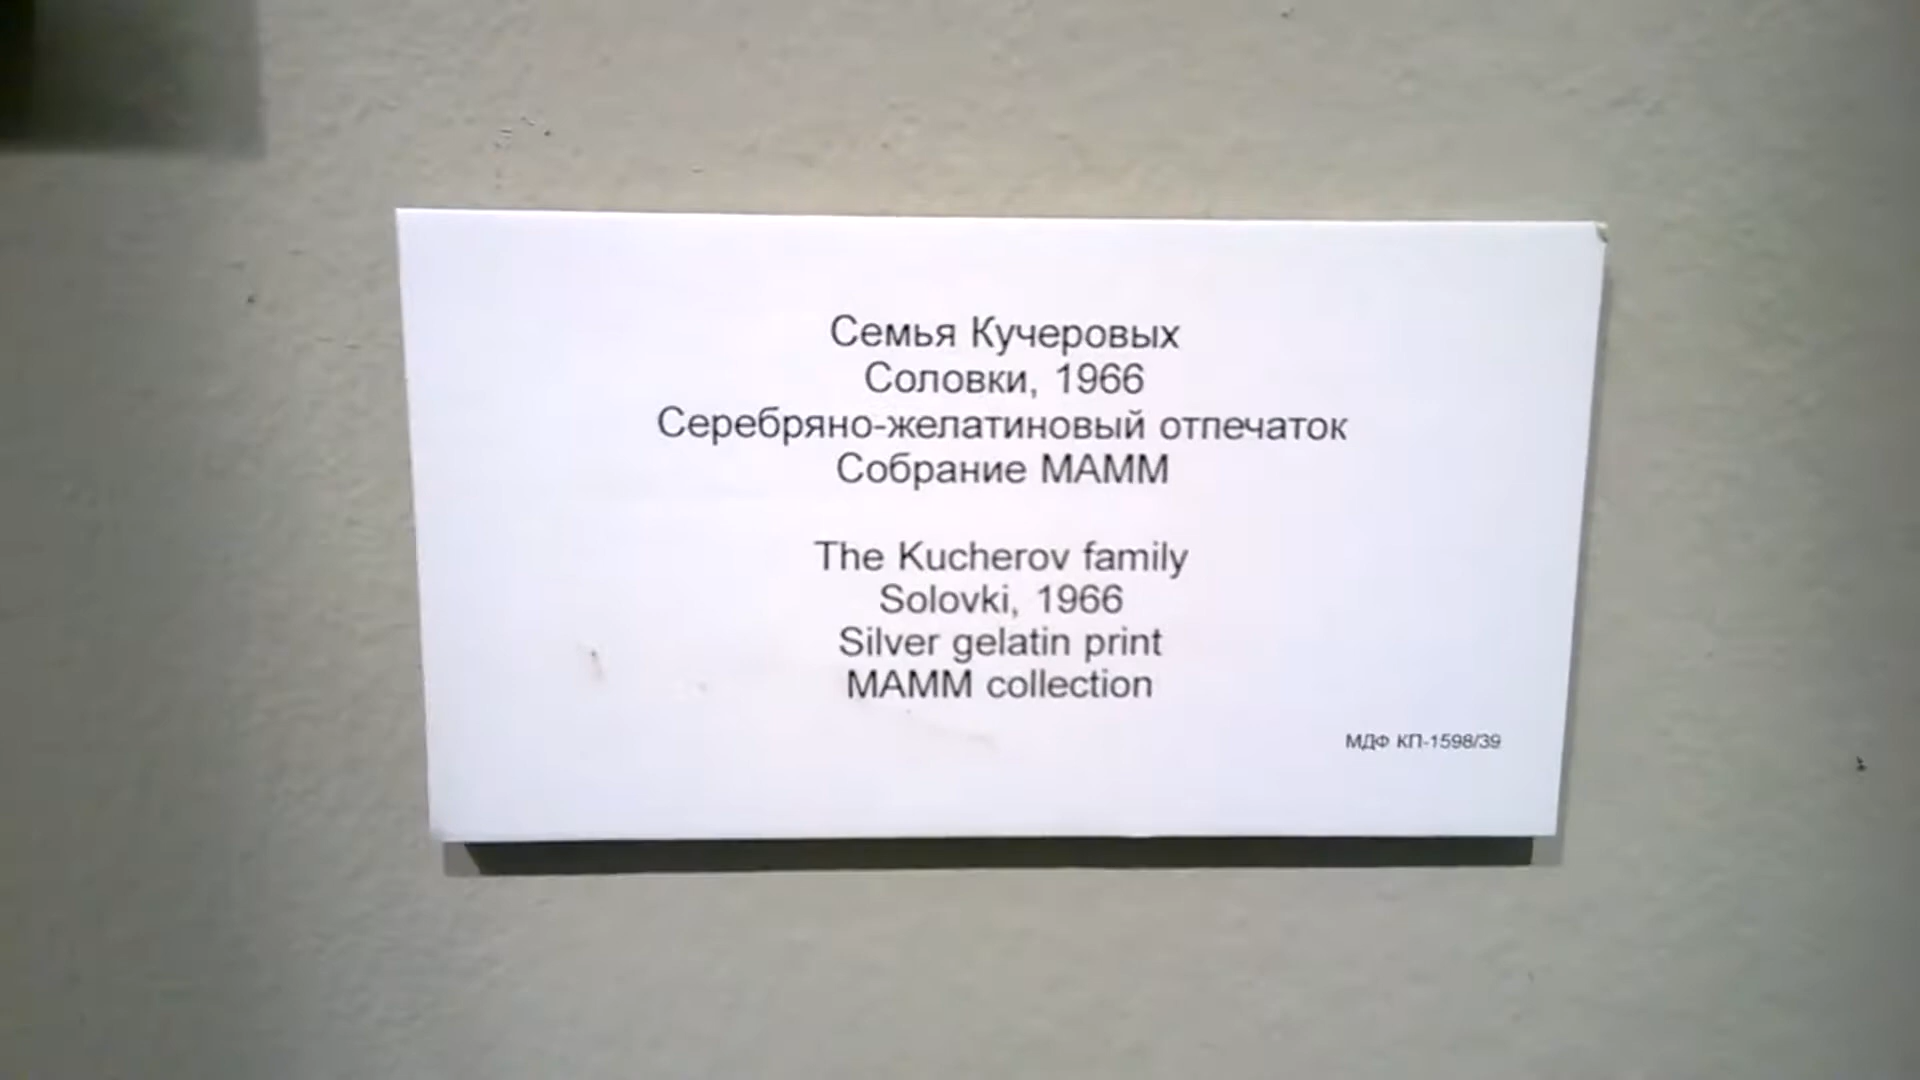 Семья Кучеровых
Соловки, 1966
Серебряно-желатиновый отпечаток
Собрание МАММ
The Kucherov family
Solovki, 1966
Silver gelatin print
MAMM collection
МДФ КП-1598/39